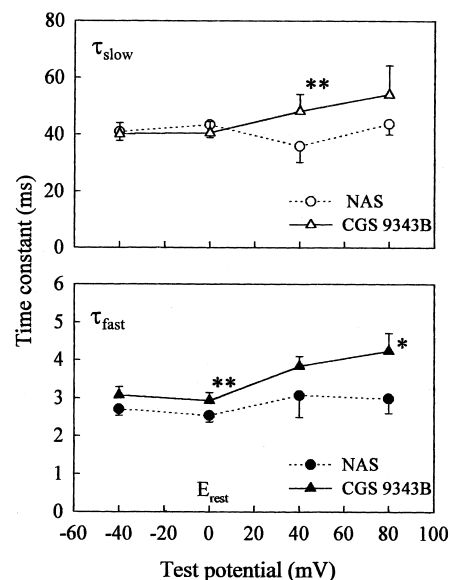 80
τslow
**
60
40
20
NAS
CGS 9343B
0
Time constant (ms)
6
τfast
5
4
*
**
3
2
Erest
NAS
1
CGS 9343B
0
-60 -40 -20 0 20 40 60 80 100
Test potential (mV)